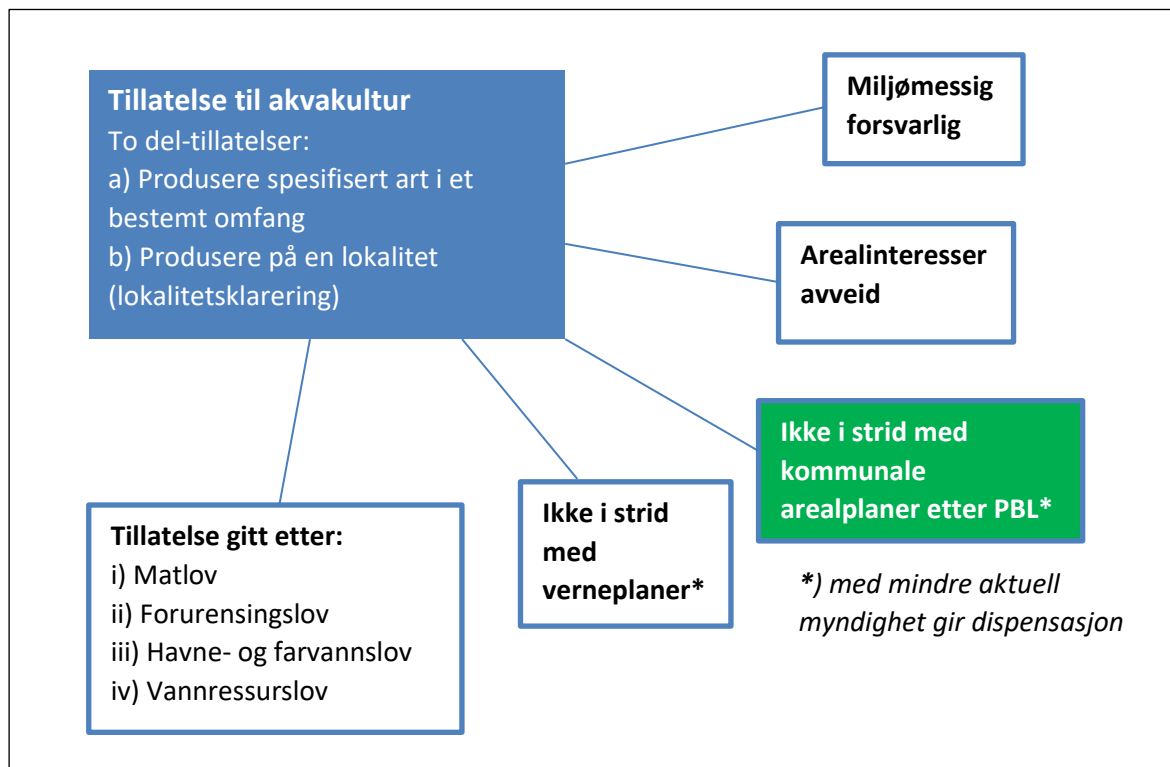 Tillatelse til akvakultur
To del-tillatelser:
a) Produsere spesifisert art i et
bestemt omfang
b) Produsere på en lokalitet
(lokalitetsklarering)
Miljømessig
forsvarlig
Arealinteresser
avveid
Ikke i strid med
kommunale
arealplaner etter PBL*
*) med mindre aktuell
myndighet gir dispensasjon
Ikke i strid
med
verneplaner*
Tillatelse gitt etter:
i) Matlov
ii) Forurensingslov
iii) Havne- og farvannslov
iv) Vannressurslov